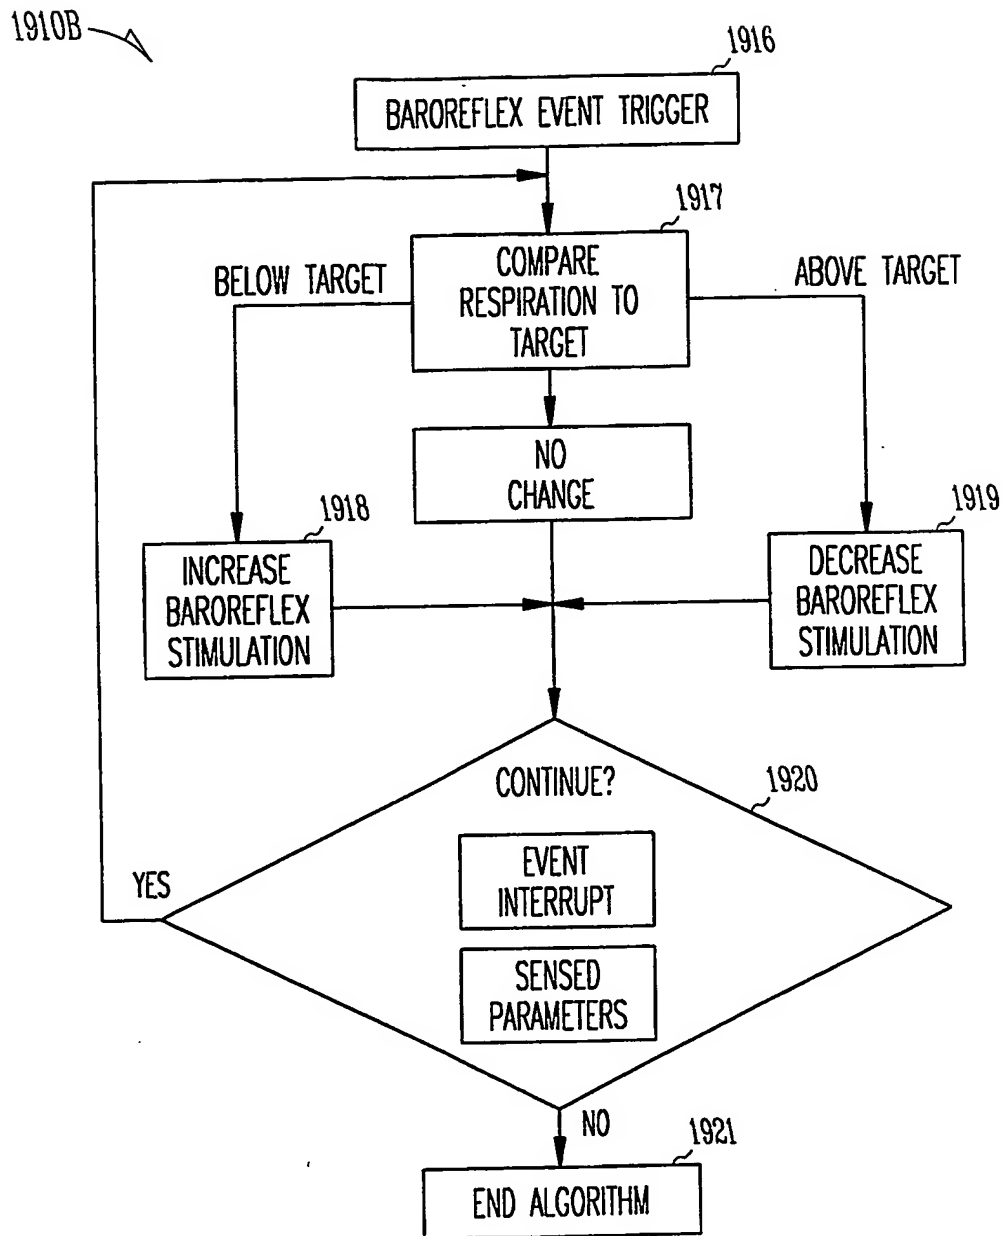 1910B
1916
BAROREFLEX EVENT TRIGGER
1917
COMPARE
RESPIRATION TO
TARGET
BELOW TARGET
ABOVE TARGET
NO
CHANGE
1918
INCREASE
BAROREFLEX
STIMULATION
1919
DECREASE
BAROREFLEX
STIMULATION
CONTINUE?
1920
EVENT
INTERRUPT
YES
SENSED
PARAMETERS
NO
1921
END ALGORITHM